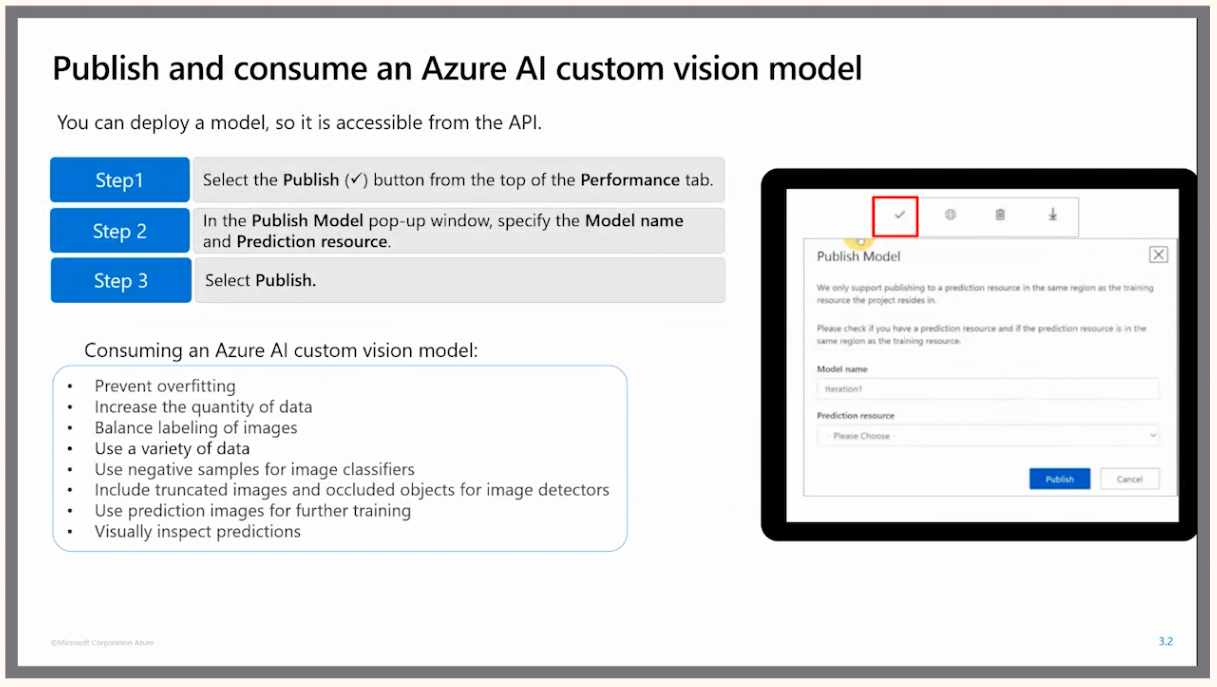 Publish and consume an Azure AI custom vision model
You can deploy a model, so it is accessible from the API.
Step1
Select the Publish (✓) button from the top of the Performance tab.
Step 2
In the Publish Model pop-up window, specify the Model name
and Prediction resource.
Step 3
Select Publish.
Consuming an Azure AI custom vision model:
• Prevent overfitting
• Increase the quantity of data
• Balance labeling of images
• Use a variety of data
• Use negative samples for image classifiers
• Include truncated images and occluded objects for image detectors
• Use prediction images for further training
• Visually inspect predictions
Publish Model
We only support publishing to a prediction resource in the same region as the training
resource the project resides in.
Please check if you have a prediction resource and if the prediction resource is in the
same region as the training resource.
Model name
Iteration1
Prediction resource
- Please Choose -
Publish
Cancel
©Microsoft Corporation Azure
3.2